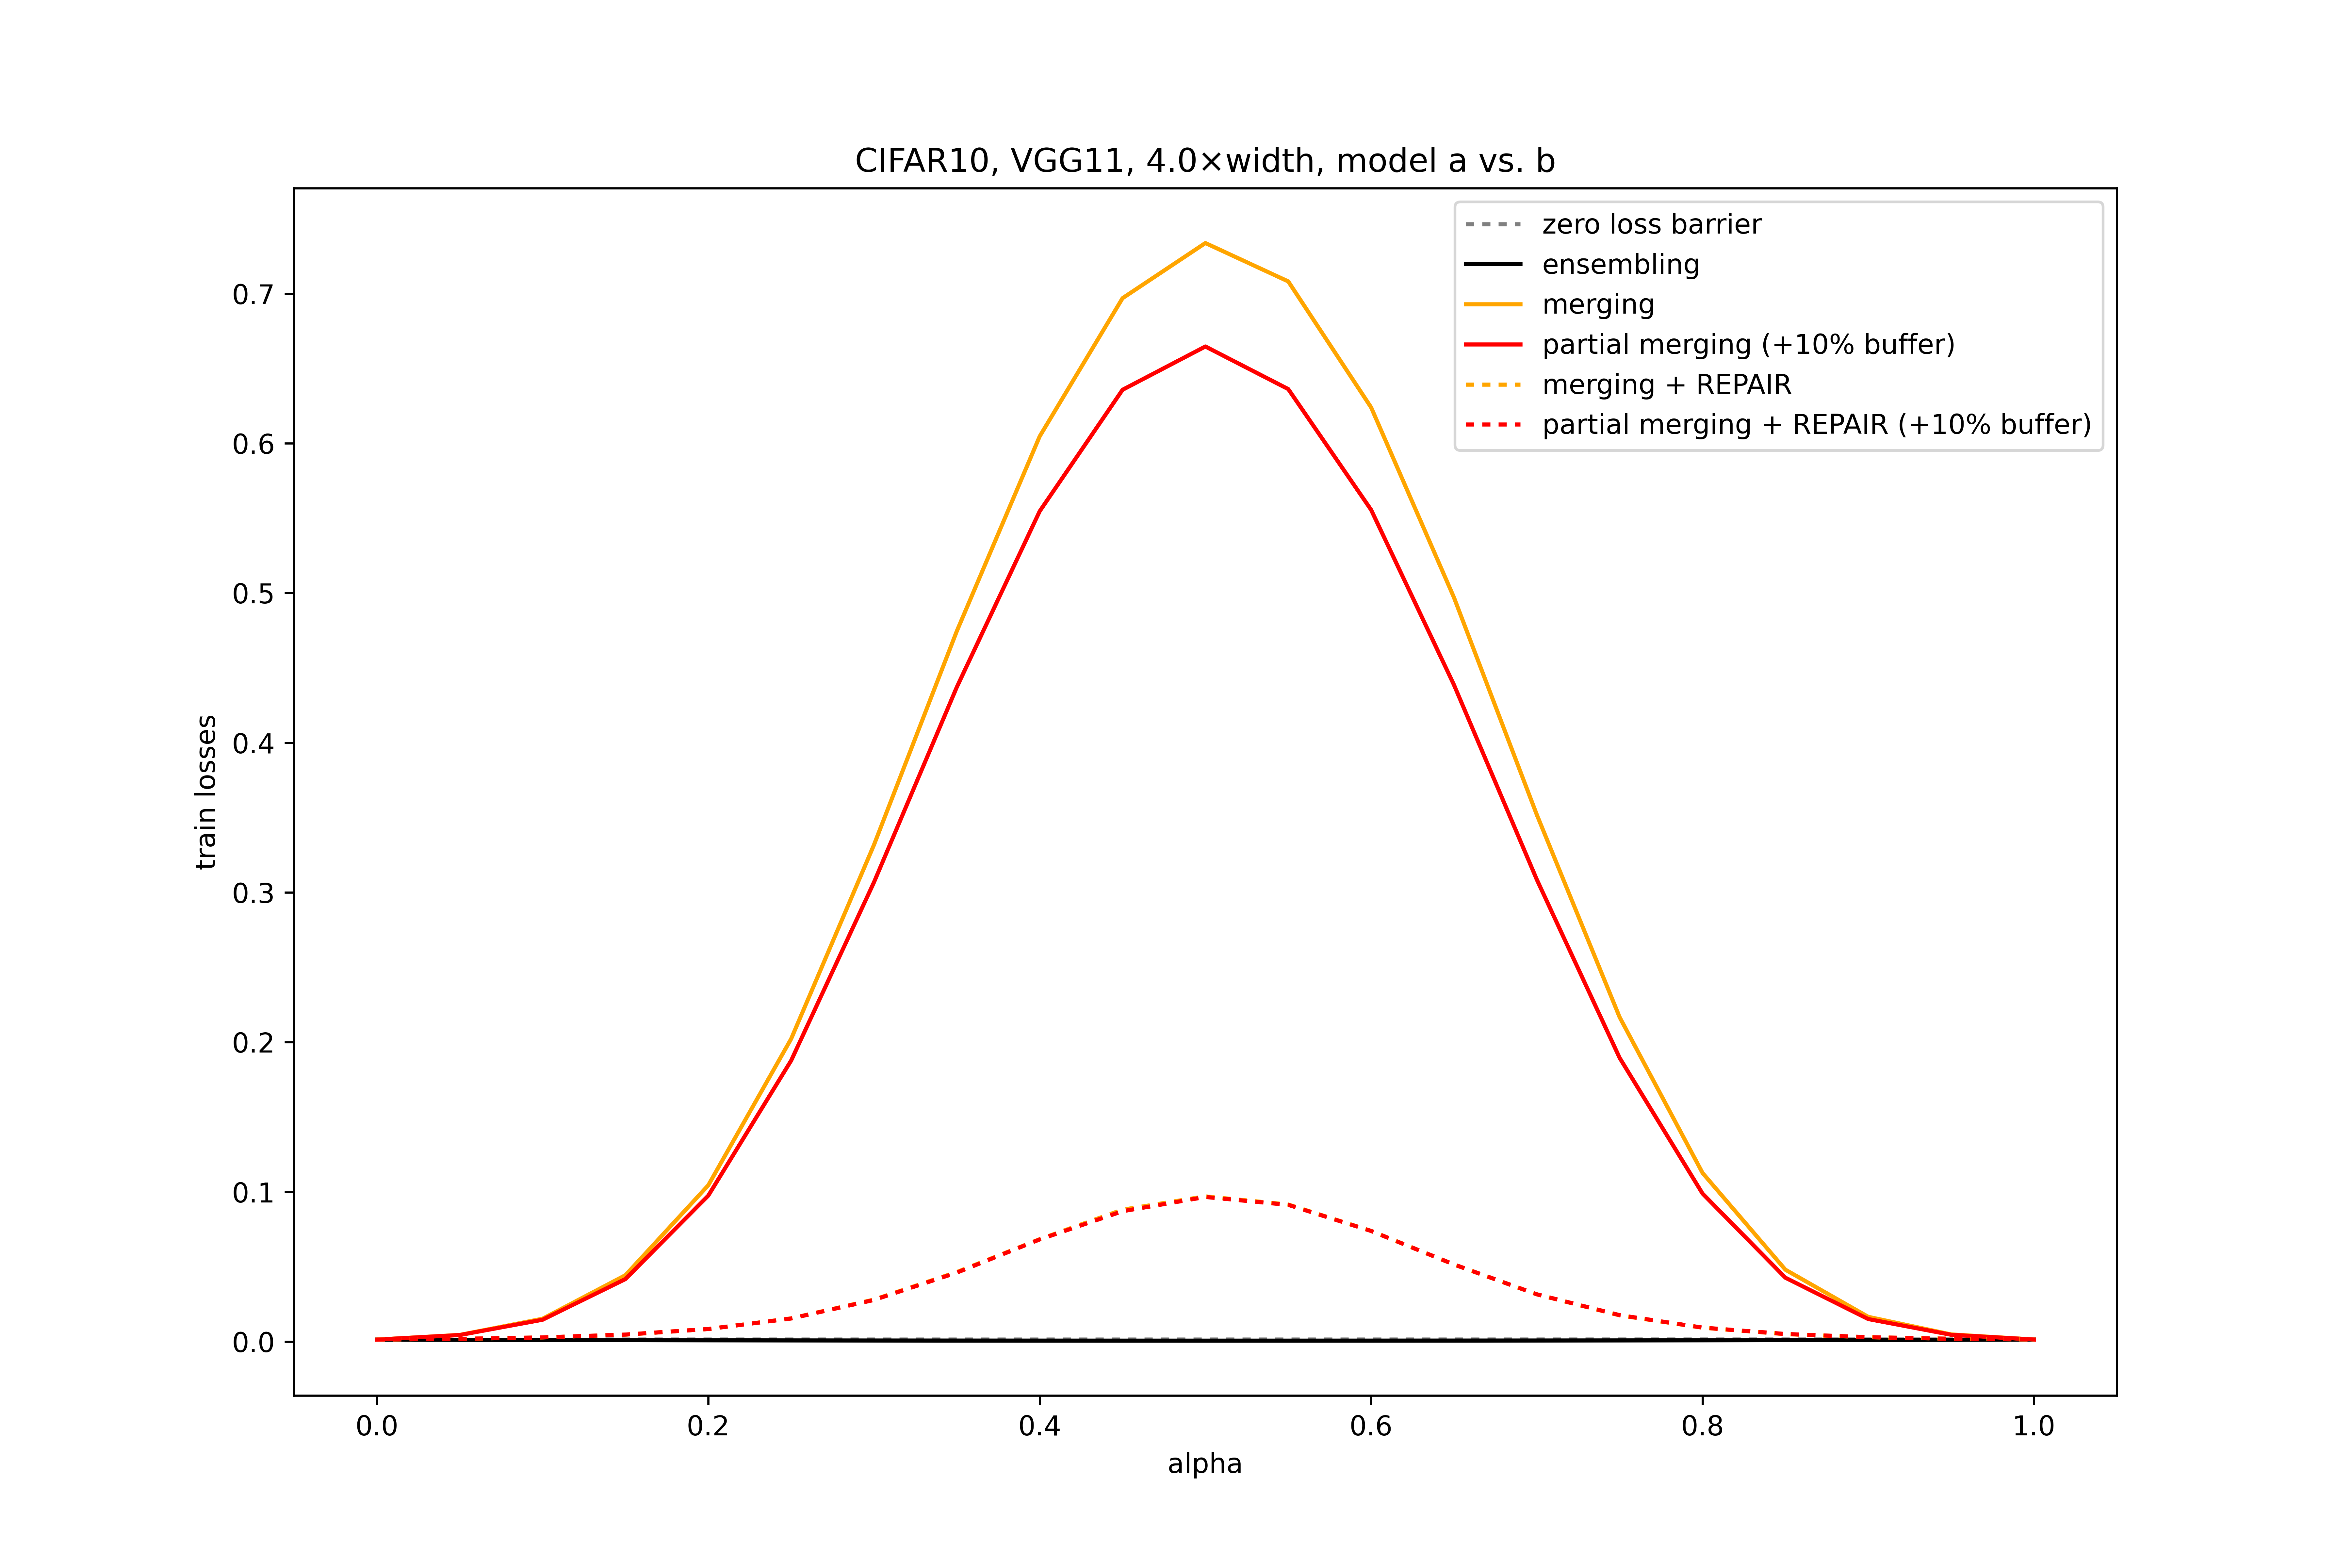 CIFAR10, VGG11, 4.0×width, model a vs. b
zero loss barrier
ensembling
merging
partial merging (+10% buffer)
merging + REPAIR
partial merging + REPAIR (+10% buffer)
0.7
0.6
0.5
0.4
0.3
0.2
0.1
0.0
train losses
0.0 0.2 0.4 0.6 0.8 1.0
alpha